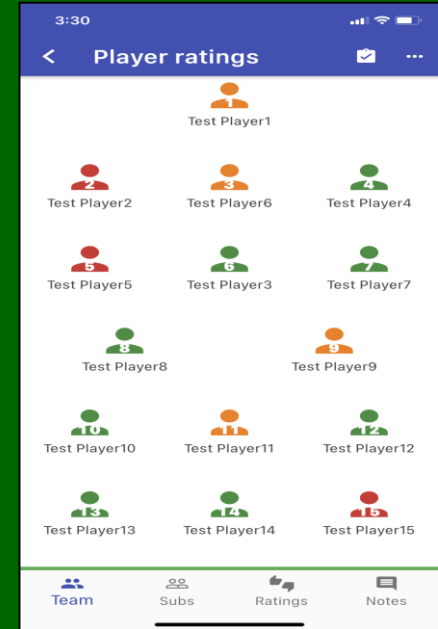 3:30
Player ratings
1
Test Player1
2 3 4
Test Player2 Test Player6 Test Player4
5 6 7
Test Player5 Test Player3 Test Player7
8 9
Test Player8 Test Player9
10 11 12
Test Player10 Test Player11 Test Player12
13 14 15
Test Player13 Test Player14 Test Player15
Team Subs Ratings Notes